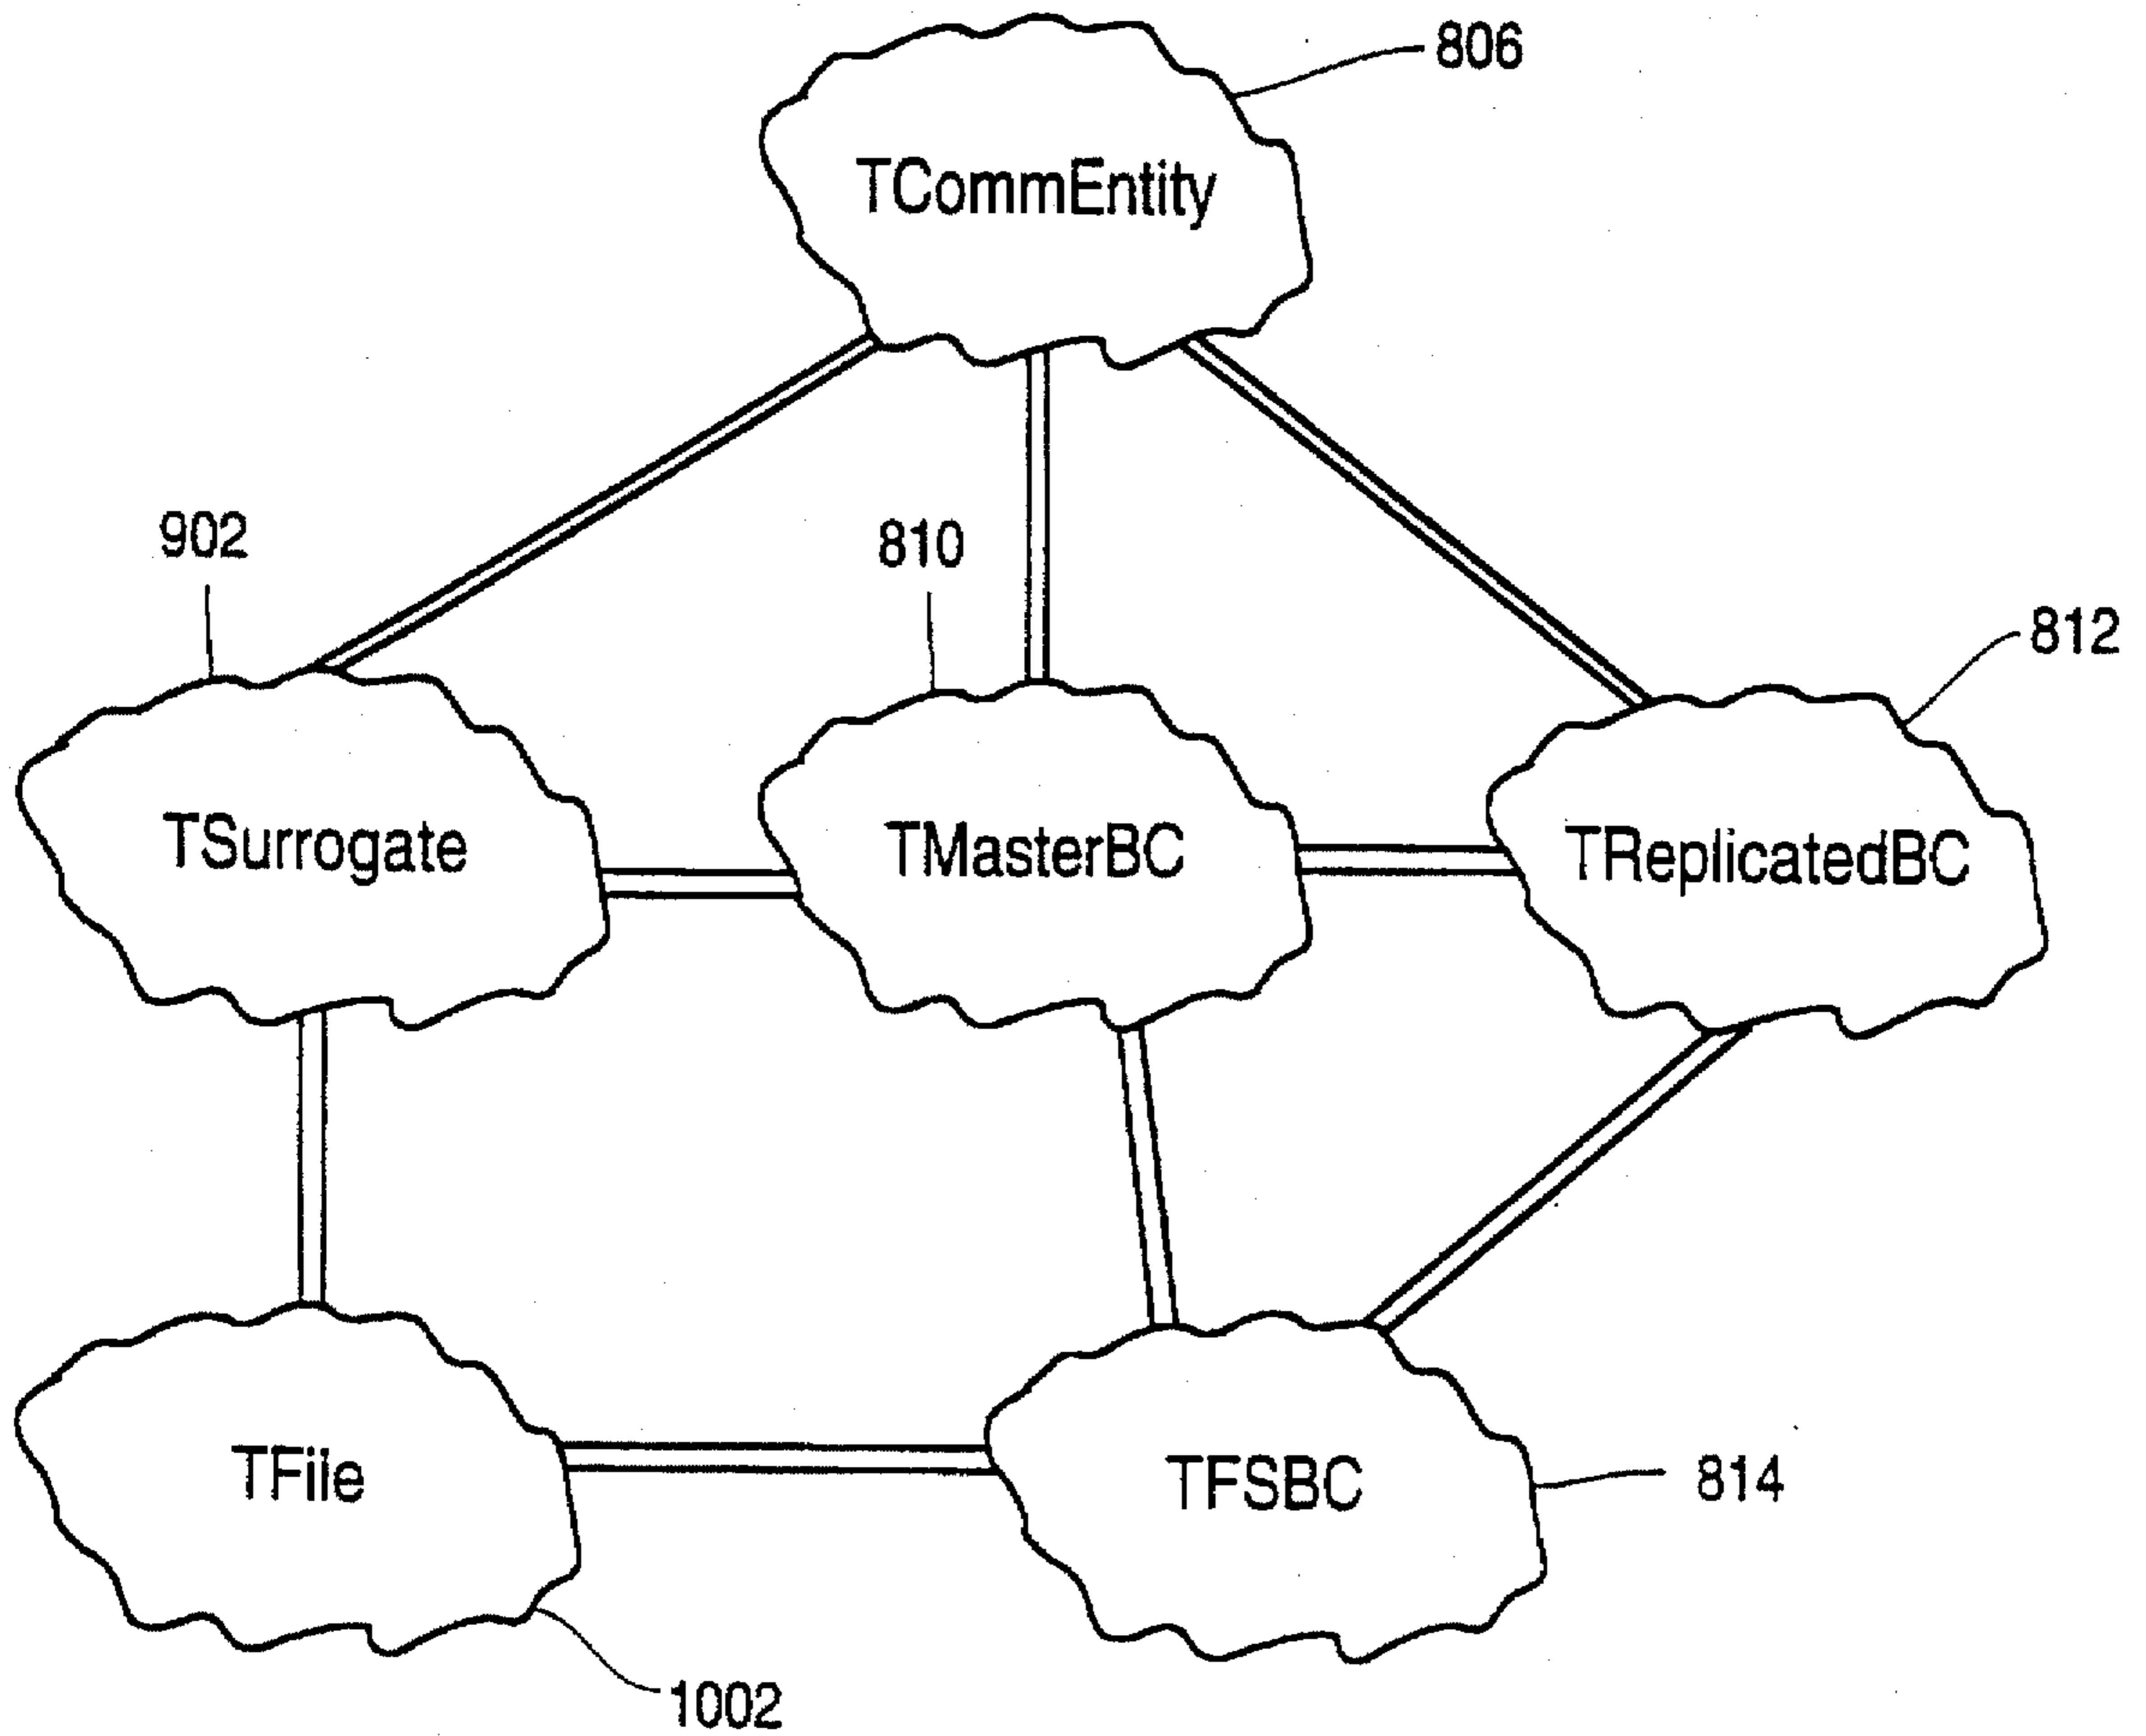 806
TCommEntity
902
810
812
TSurrogate
TMasterBC
TReplicatedBC
TFile
TFSBC
814
1002